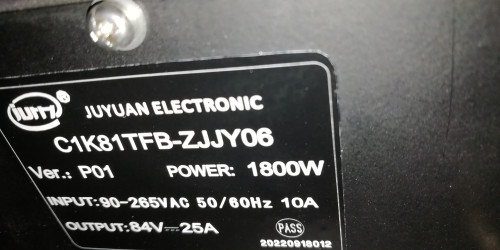 JUYUAN ELECTRONIC
C1K81TFB-ZJJY06
Ver.: P01 POWER: 1800W
INPUT:90-265VAC 50/60Hz 10A
OUTPUT:84V⎓25A
PASS
20220918012